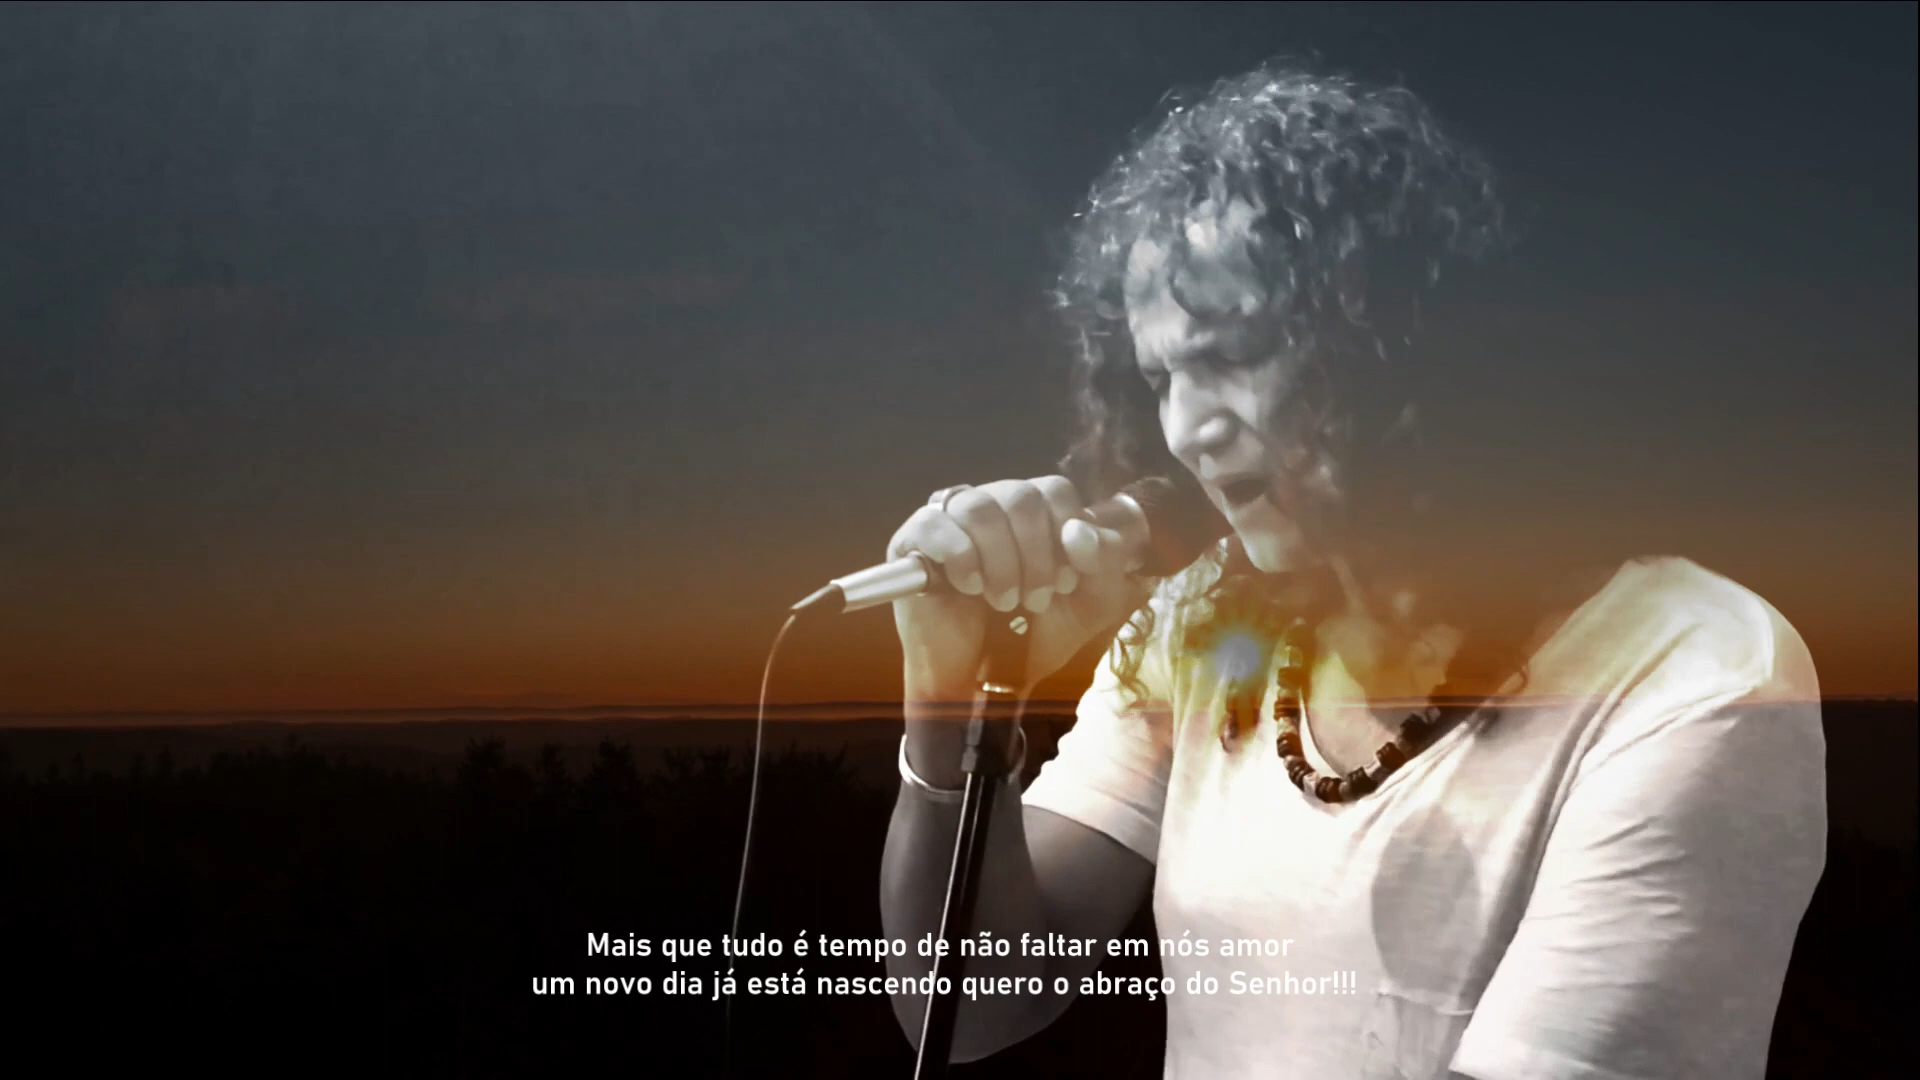 Mais que tudo é tempo de não faltar em nós amor
um novo dia já está nascendo quero o abraço do Senhor!!!